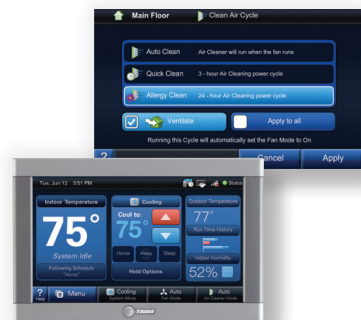 Main Floor
Clean Air Cycle
Auto Clean
Air Cleaner will run when the fan runs
Quick Clean
3 - hour Air Cleaning power cycle
Allergy Clean
24 - hour Air Cleaning power cycle
Ventilate
Apply to all
Running this Cycle will automatically set the Fan Mode to On
?
Cancel
Apply
Tue, Jun 12 3:51 PM
Status
Indoor Temperature
75°
System Idle
Following Schedule
"Home"
Cooling
Cool to:
75°
Home
Away
Sleep
Hold Options
Outdoor Temperature
77°
Run Time History
Indoor Humidity
52%
?
Menu
Cooling
System Mode
Auto
Fan Mode
Auto
Air Cleaner Mode
TRANE